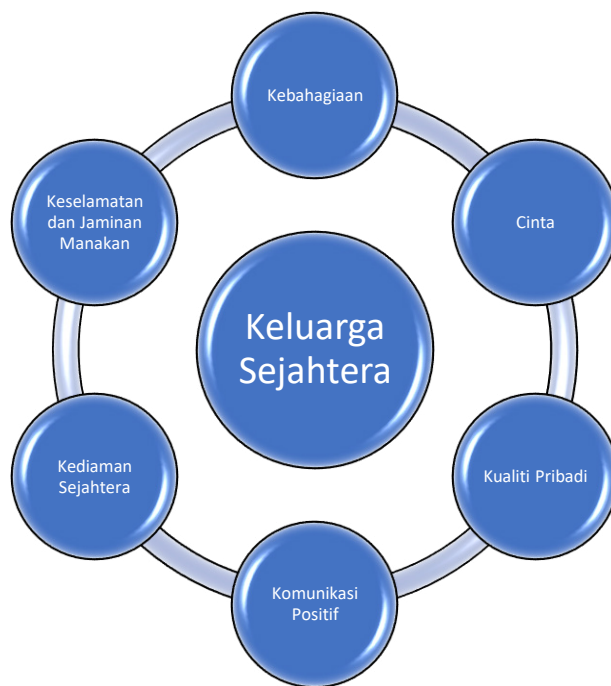 Kebahagiaan
Cinta
Kualiti Pribadi
Komunikasi
Positif
Kediaman
Sejahtera
Keselamatan
dan Jaminan
Manakan
Keluarga
Sejahtera